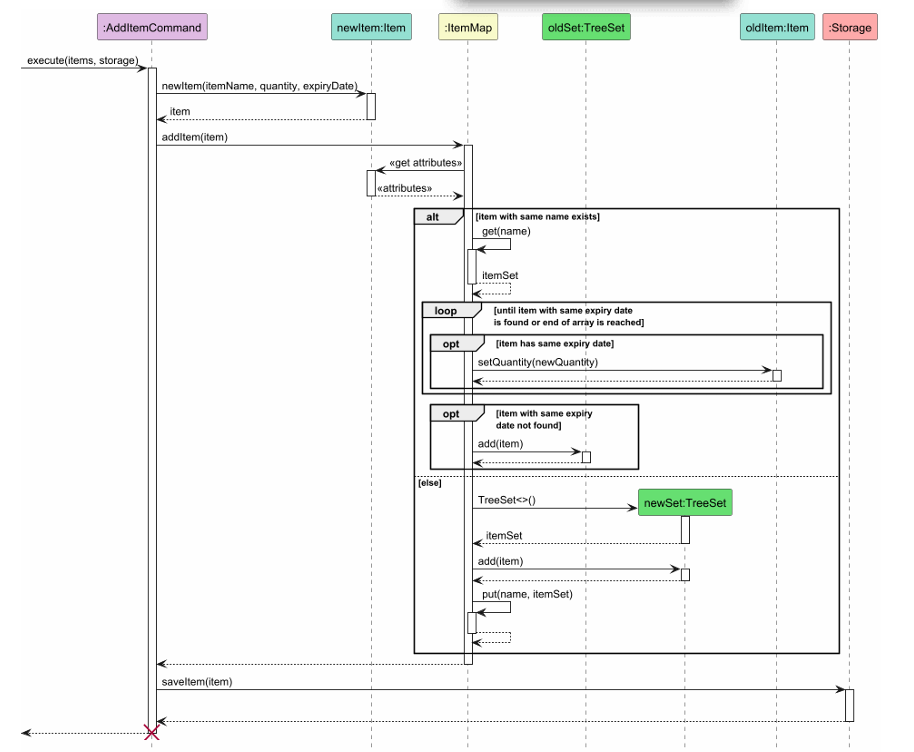 :AddItemCommand
newItem:Item
:ItemMap
oldSet:TreeSet
oldItem:Item
:Storage
execute(items, storage)
newItem(itemName, quantity, expiryDate)
item
addItem(item)
«get attributes»
«attributes»
alt
[item with same name exists]
get(name)
itemSet
loop
[until item with same expiry date
is found or end of array is reached]
opt
[item has same expiry date]
setQuantity(newQuantity)
opt
[item with same expiry
date not found]
add(item)
[else]
TreeSet<>()
newSet:TreeSet
itemSet
add(item)
put(name, itemSet)
saveItem(item)